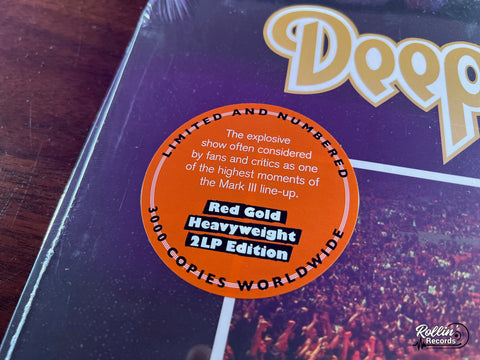 Deep
LIMITED AND NUMBERED
The explosive
show often considered
by fans and critics as one
of the highest moments of
the Mark III line-up.
Red Gold
Heavyweight
2LP Edition
3000 COPIES WORLDWIDE
Rollin'
Records